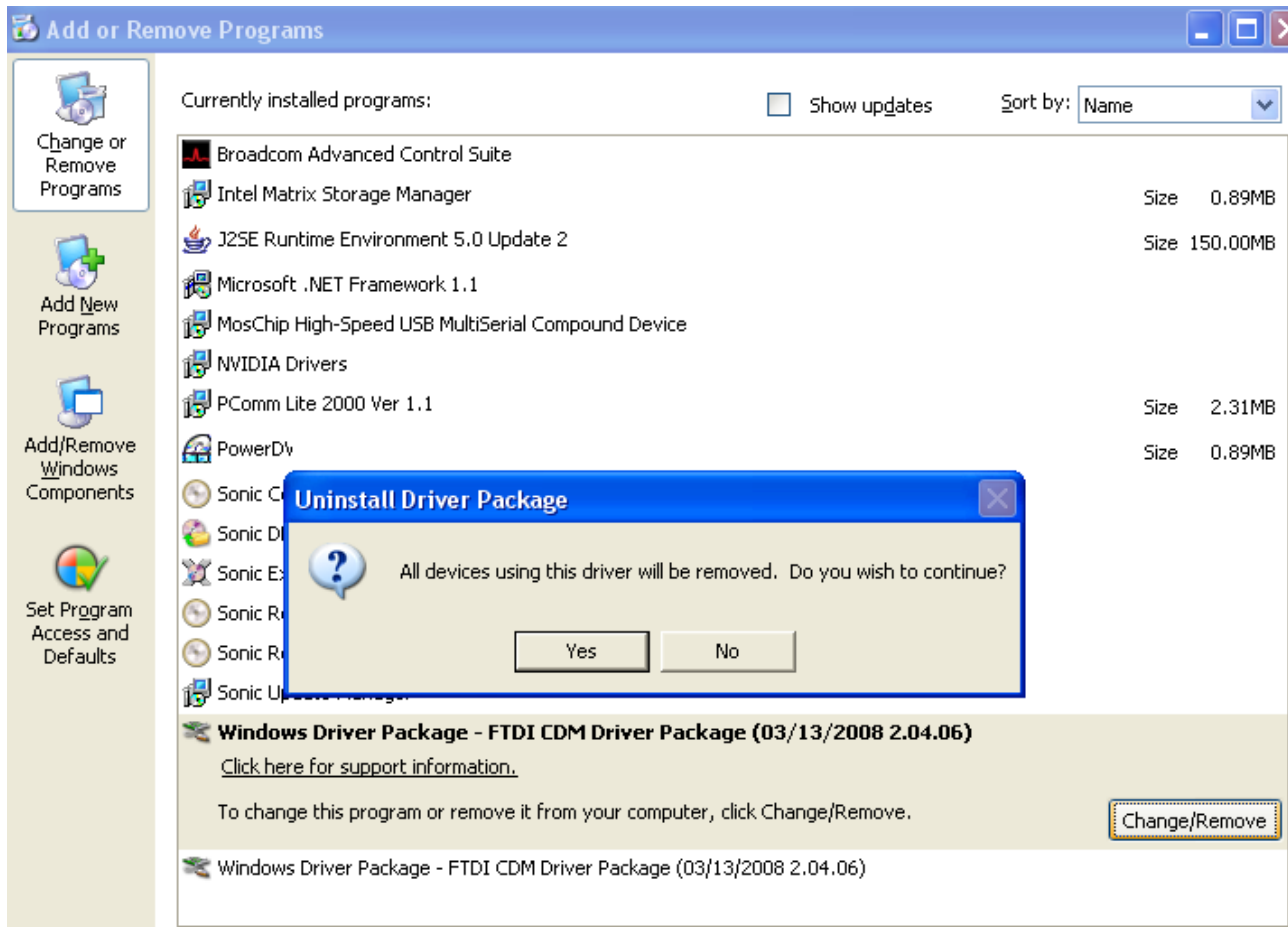 Add or Remove Programs
Change or
Remove
Programs
Add New
Programs
Add/Remove
Windows
Components
Set Program
Access and
Defaults
Currently installed programs:
Show updates
Sort by: Name
Broadcom Advanced Control Suite
Intel Matrix Storage Manager Size 0.89MB
J2SE Runtime Environment 5.0 Update 2 Size 150.00MB
Microsoft .NET Framework 1.1
MosChip High-Speed USB MultiSerial Compound Device
NVIDIA Drivers
PComm Lite 2000 Ver 1.1 Size 2.31MB
Size 0.89MB
Sonic
Sonic
Sonic
Sonic
Sonic
Sonic
Uninstall Driver Package
All devices using this driver will be removed. Do you wish to continue?
Yes No
Windows Driver Package - FTDI CDM Driver Package (03/13/2008 2.04.06)
Click here for support information.
To change this program or remove it from your computer, click Change/Remove.
Change/Remove
Windows Driver Package - FTDI CDM Driver Package (03/13/2008 2.04.06)